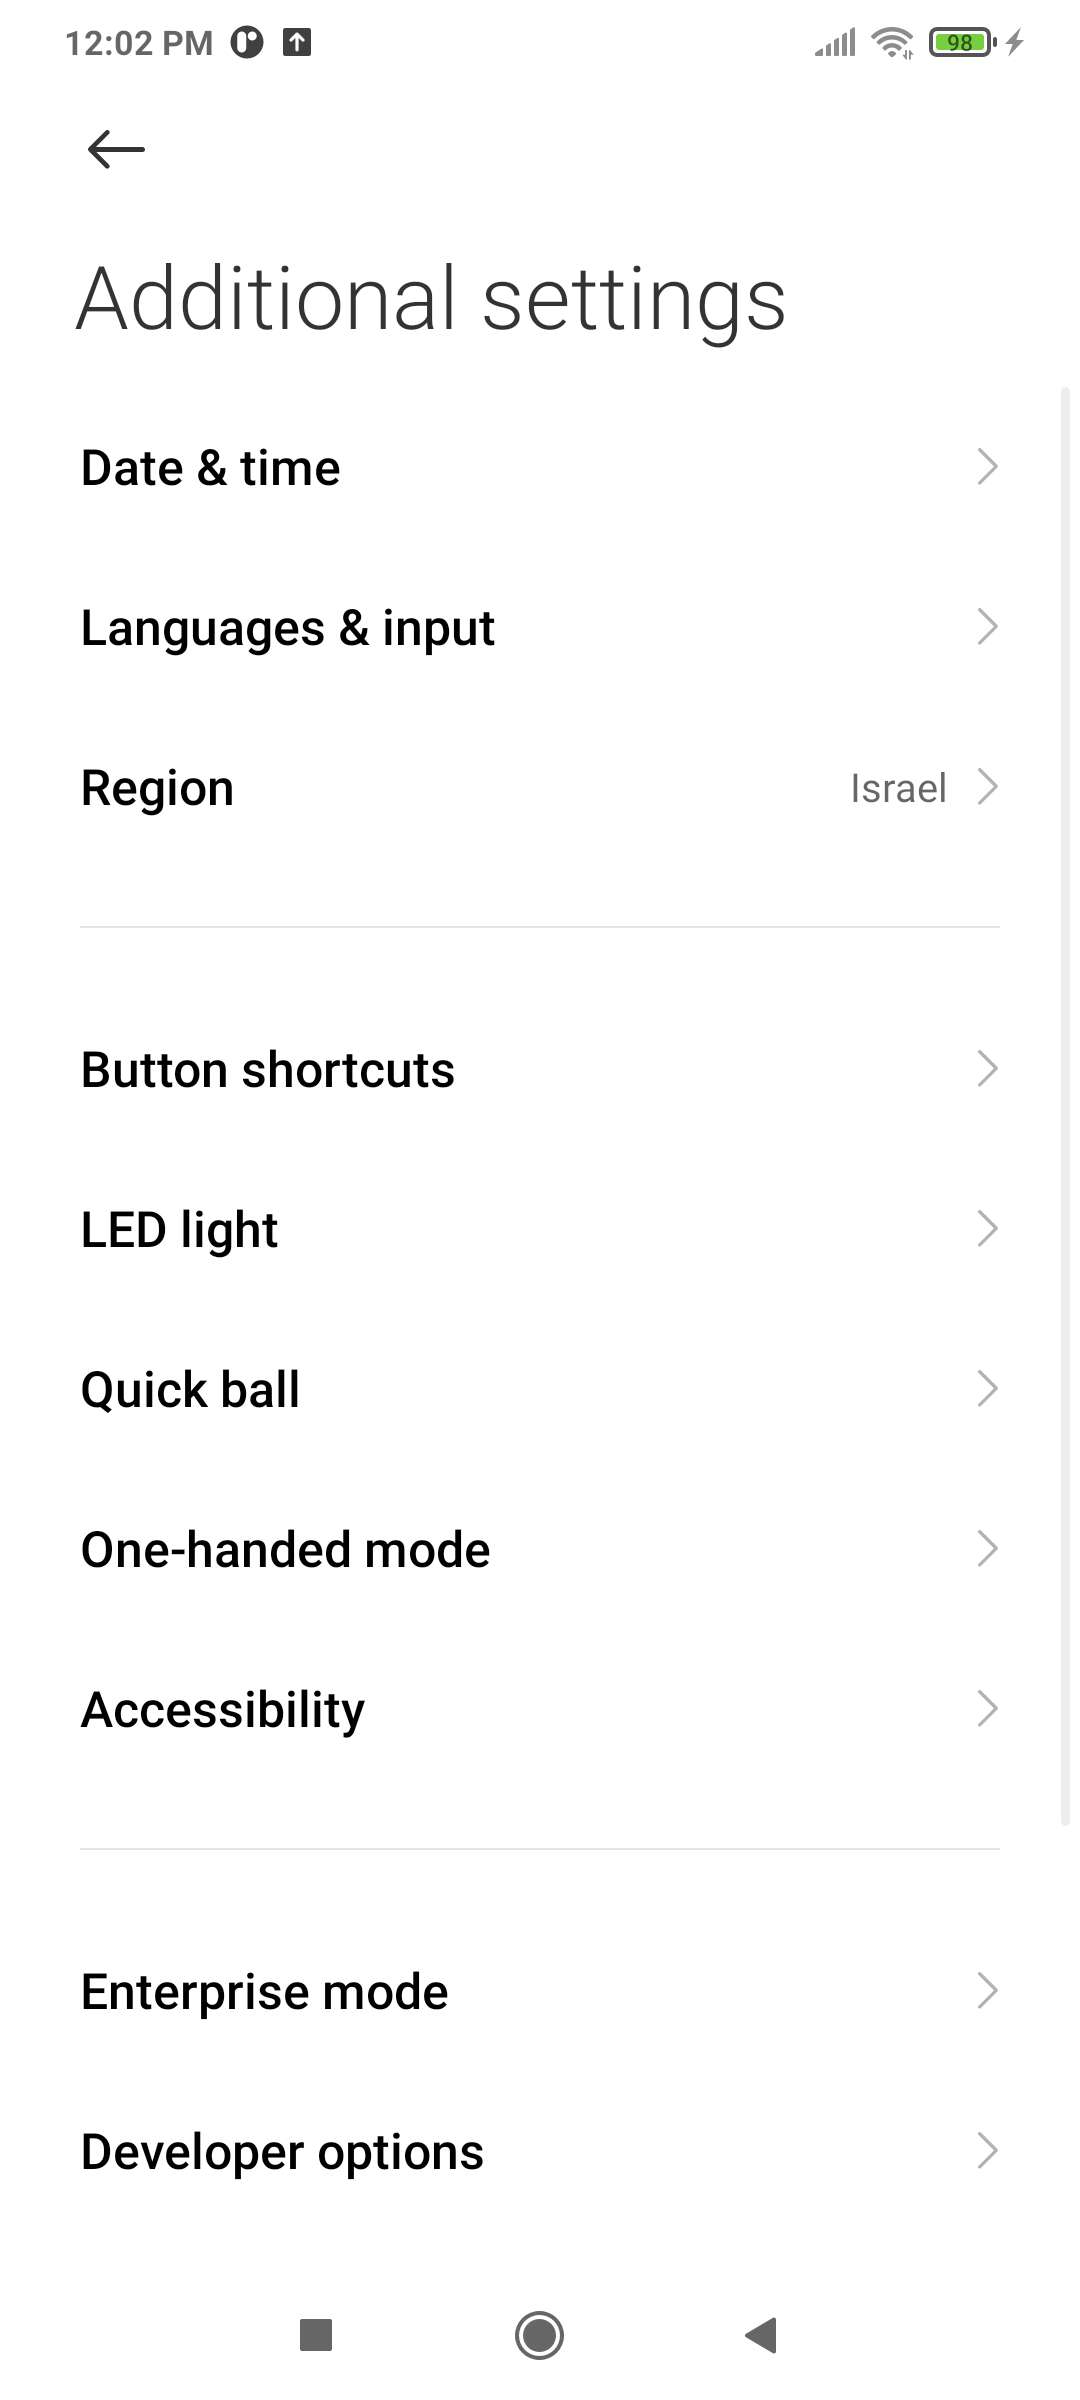 12:02 PM
98
Additional settings
Date & time
Languages & input
Region
Israel
Button shortcuts
LED light
Quick ball
One-handed mode
Accessibility
Enterprise mode
Developer options